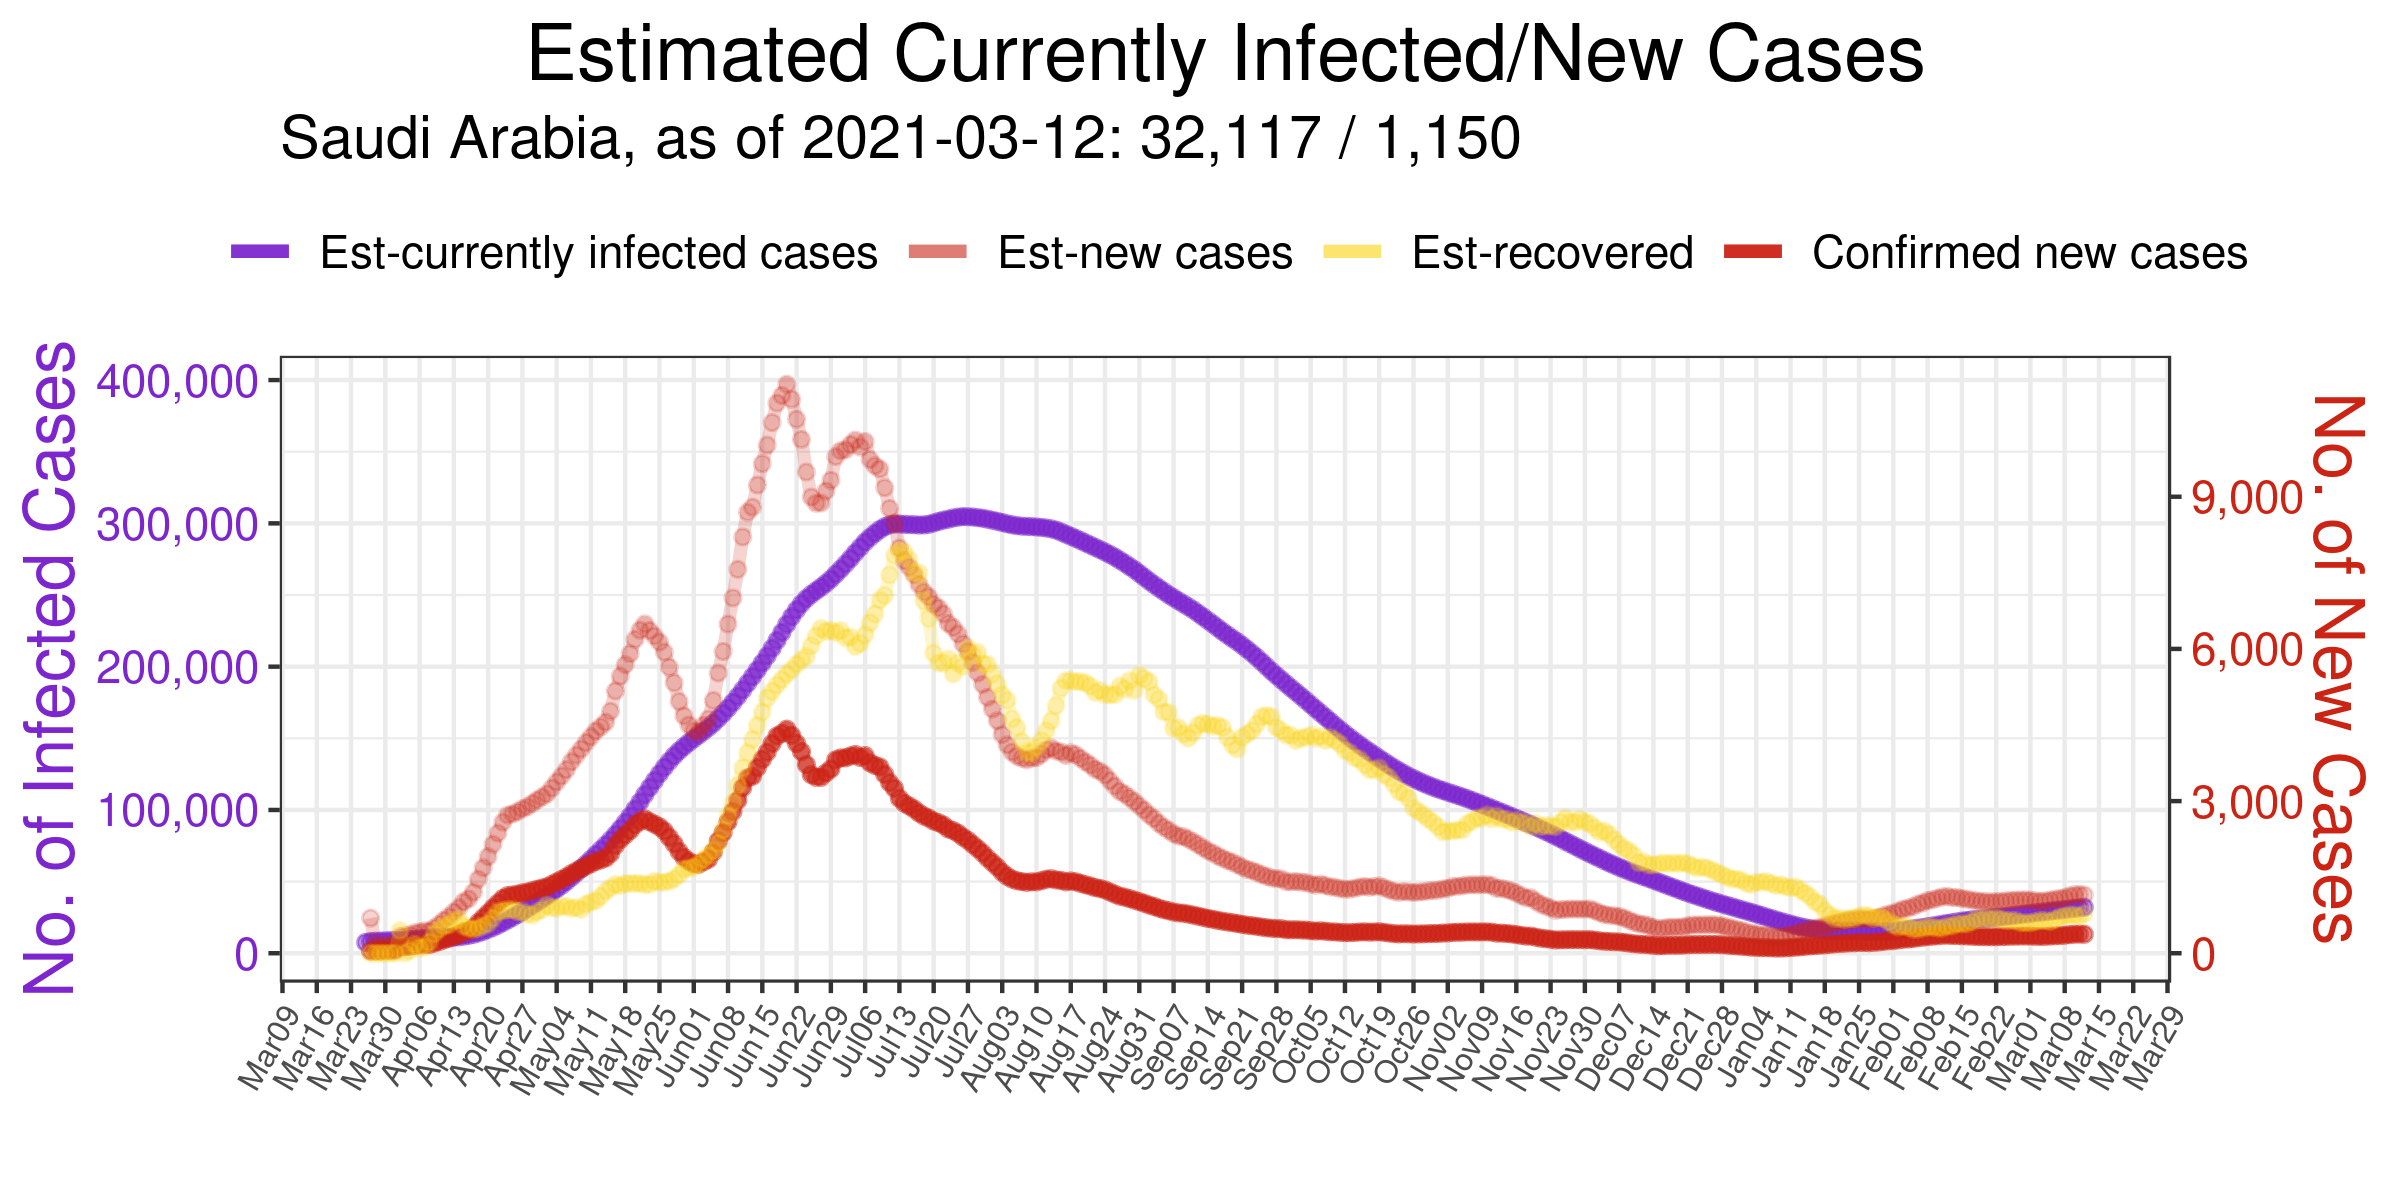 Estimated Currently Infected/New Cases
Saudi Arabia, as of 2021-03-12: 32,117 / 1,150
Est-currently infected cases Est-new cases Est-recovered Confirmed new cases
No. of Infected Cases
400,000
300,000
200,000
100,000
0
No. of New Cases
9,000
6,000
3,000
0
Mar09 Mar16 Mar23 Mar30 Apr06 Apr13 Apr20 Apr27 May04 May11 May18 May25 Jun01 Jun08 Jun15 Jun22 Jun29 Jul06 Jul13 Jul20 Jul27 Aug03 Aug10 Aug17 Aug24 Aug31 Sep07 Sep14 Sep21 Sep28 Oct05 Oct12 Oct19 Oct26 Nov02 Nov09 Nov16 Nov23 Nov30 Dec07 Dec14 Dec21 Dec28 Jan04 Jan11 Jan18 Jan25 Feb01 Feb08 Feb15 Feb22 Mar01 Mar08 Mar15 Mar22 Mar29